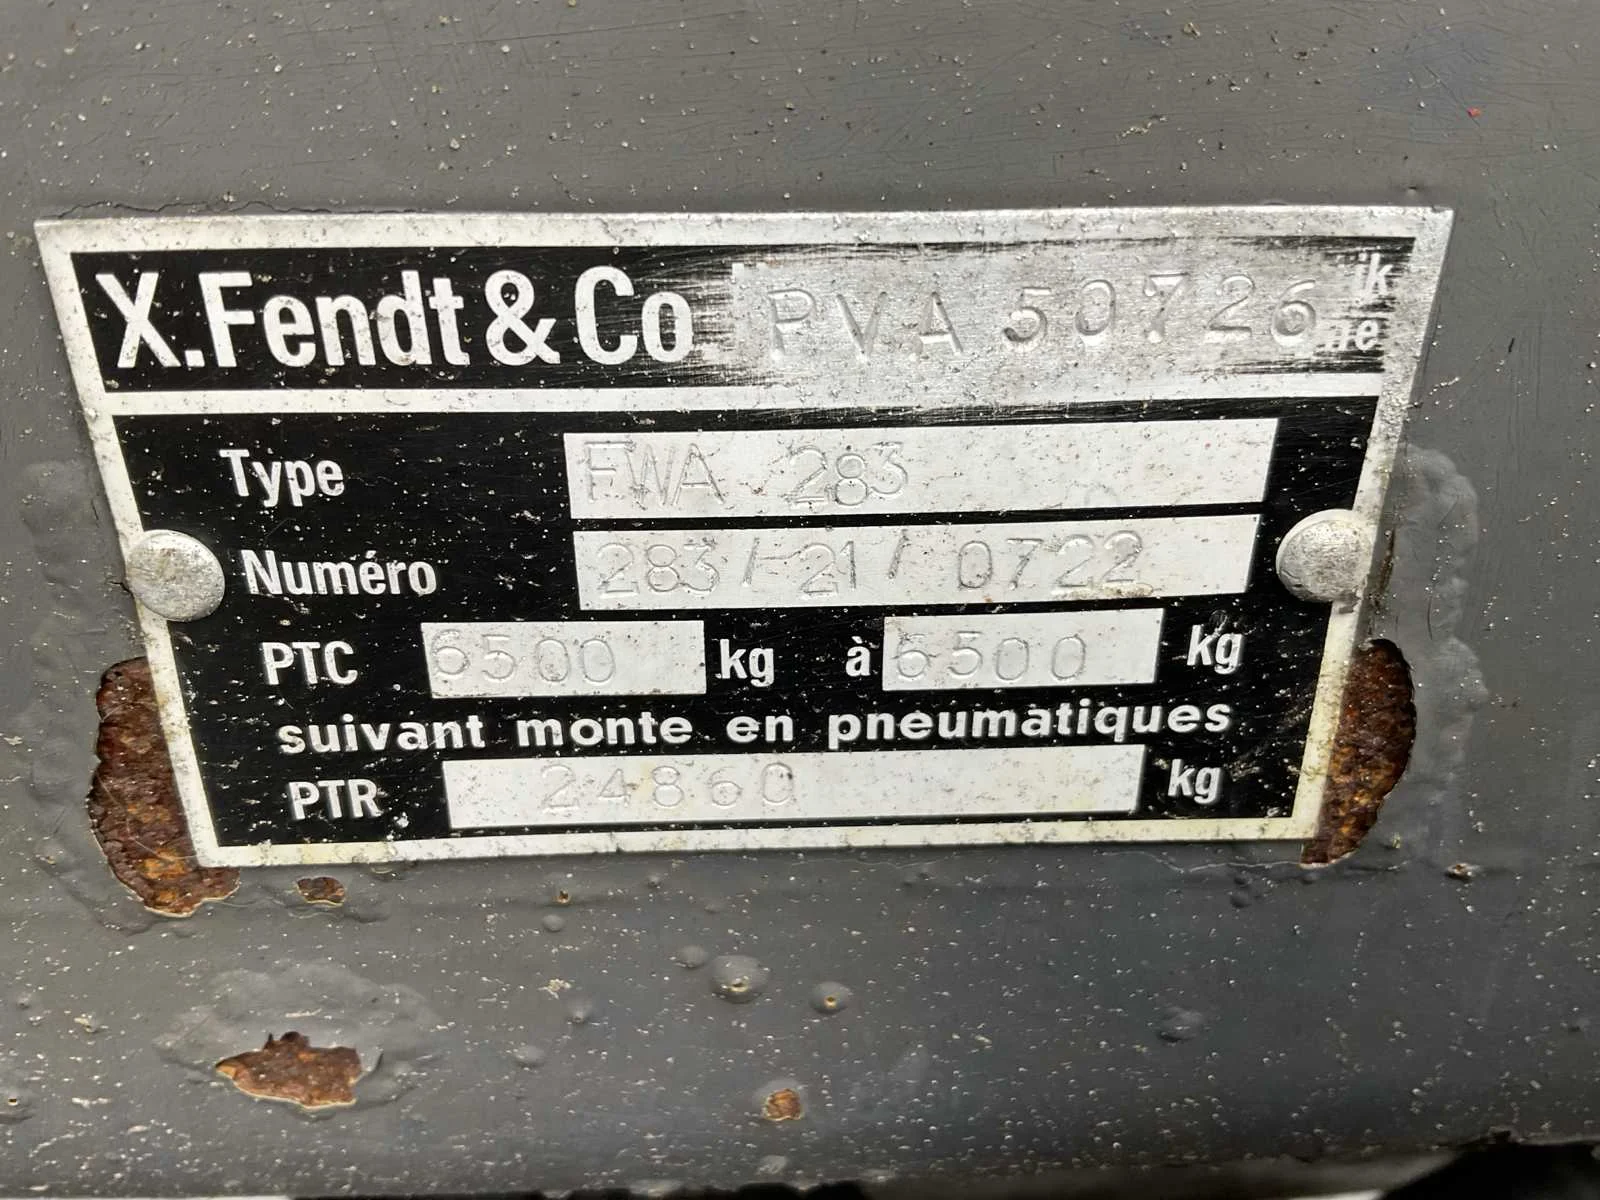 X.Fendt & Co PVA 50726
Type FWA 283
Numéro 283/21/0722
PTC 6500 kg à 6500 kg
suivant monte en pneumatiques
PTR 24860 kg